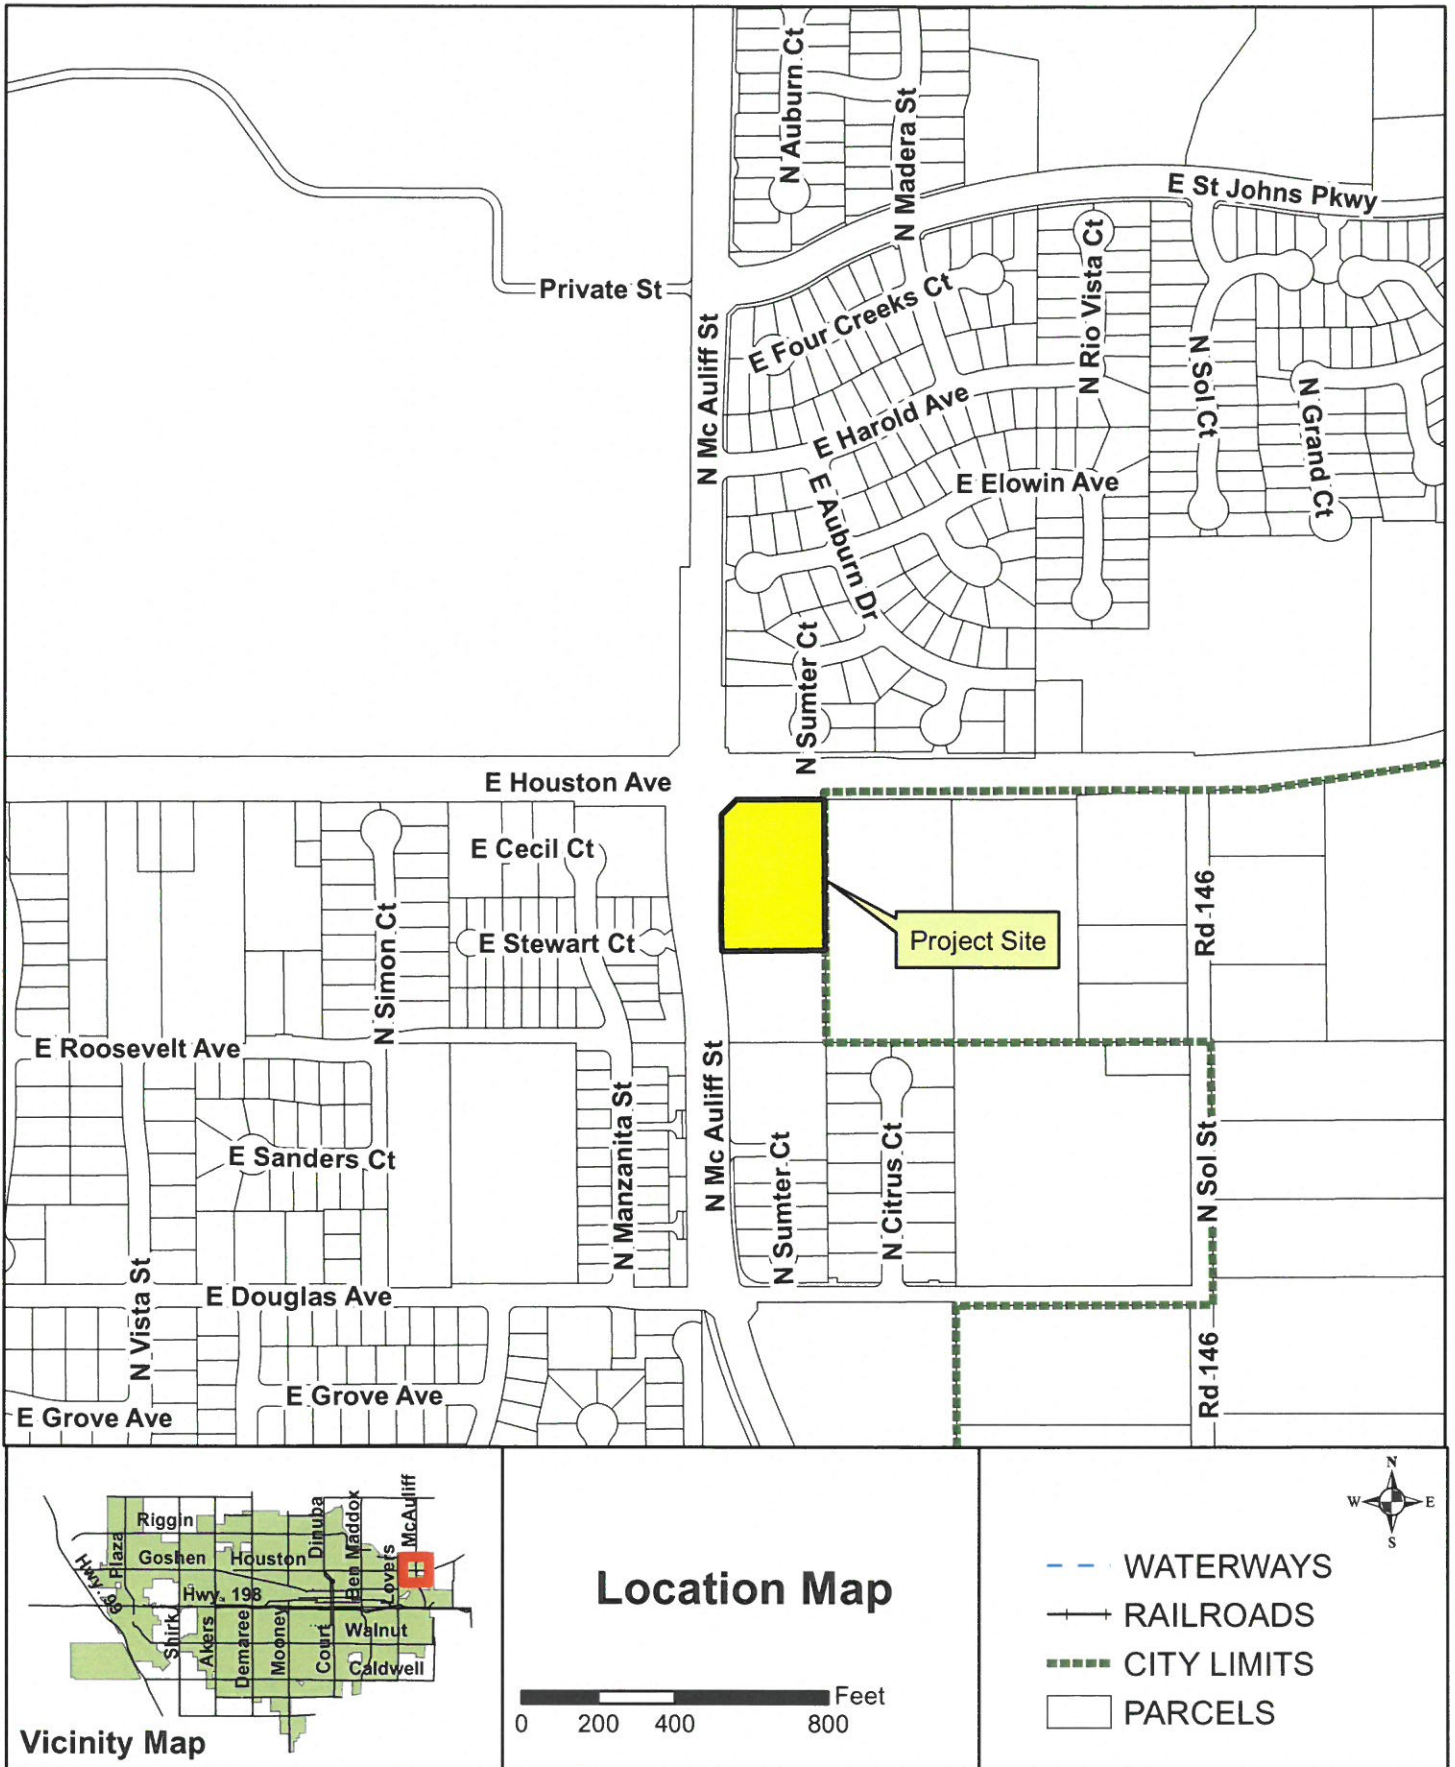 N Auburn Ct
N Madera St
E St Johns Pkwy
Private St
N Mc Auliff St
E Four Creeks Ct
N Rio Vista Ct
N Sol Ct
N Grand Ct
E Harold Ave
E Elowin Ave
E Auburn Dr
N Sumter Ct
E Houston Ave
E Cecil Ct
E Stewart Ct
N Simon Ct
Project Site
Rd 146
E Roosevelt Ave
N Manzanita St
N Mc Auliff St
E Sanders Ct
N Sumter Ct
N Citrus Ct
N Sol St
N Vista St
E Douglas Ave
E Grove Ave
E Grove Ave
Rd 146
Riggin
Plaza
Goshen
Houston
Dinuba
Ben Maddox
Lovers
McAuliff
Hwy. 99
Hwy. 198
Shirk
Akers
Demaree
Mooney
Court
Walnut
Caldwell
Vicinity Map
Location Map
Feet
0 200 400 800
N
W E
S
WATERWAYS
RAILROADS
CITY LIMITS
PARCELS